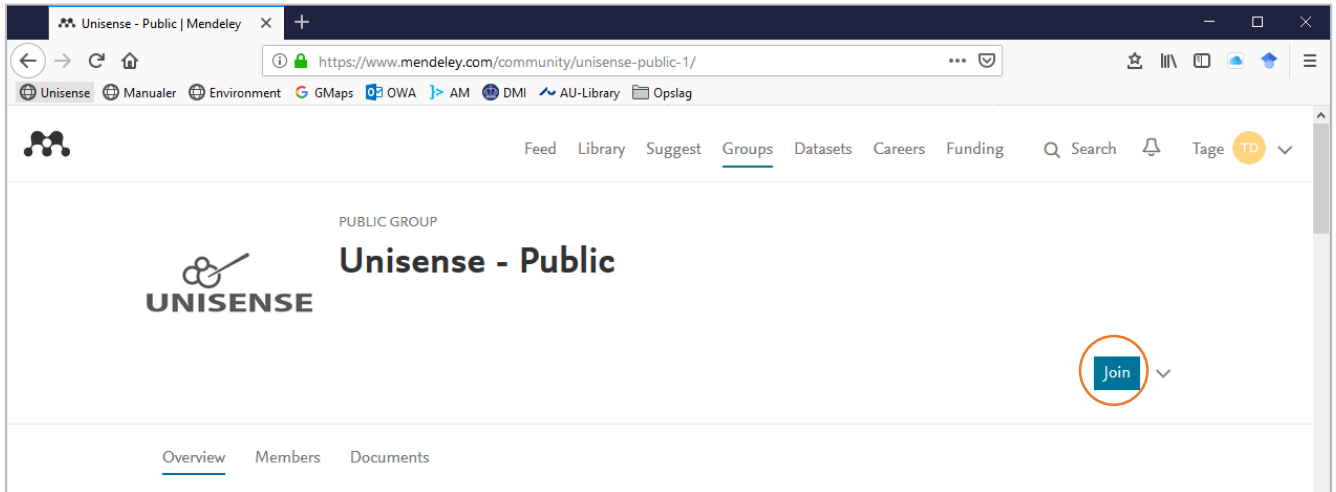 Unisense - Public | Mendeley
https://www.mendeley.com/community/unisense-public-1/
Unisense Manualer Environment GMaps OWA AM DMI AU-Library Opslag
Feed Library Suggest Groups Datasets Careers Funding Search Tage TD
PUBLIC GROUP
Unisense - Public
UNISENSE
Join
Overview Members Documents